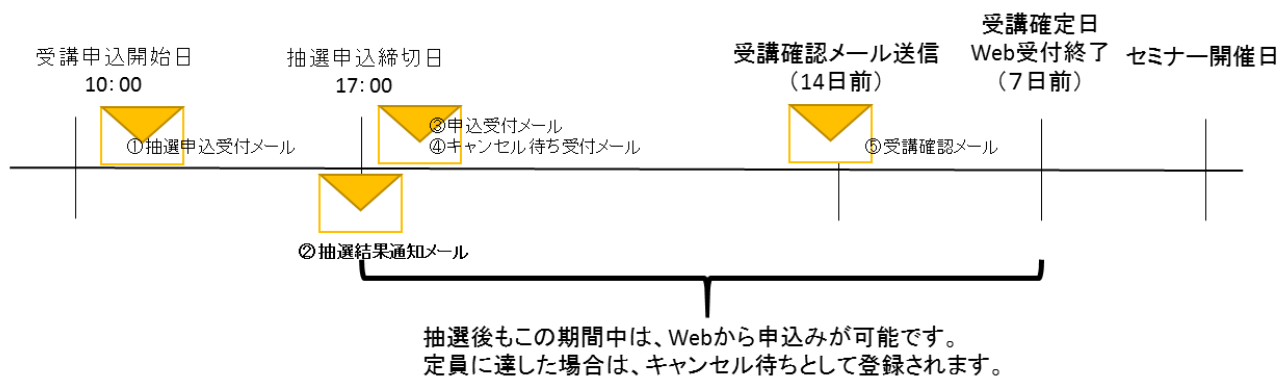 受講申込開始日
10:00
抽選申込締切日
17:00
受講確認メール送信
(14日前)
受講確定日
Web受付終了
(7日前)
セミナー開催日
①抽選申込受付メール
③申込受付メール
④キャンセル待ち受付メール
⑤受講確認メール
②抽選結果通知メール
抽選後もこの期間中は、Webから申込みが可能です。
定員に達した場合は、キャンセル待ちとして登録されます。